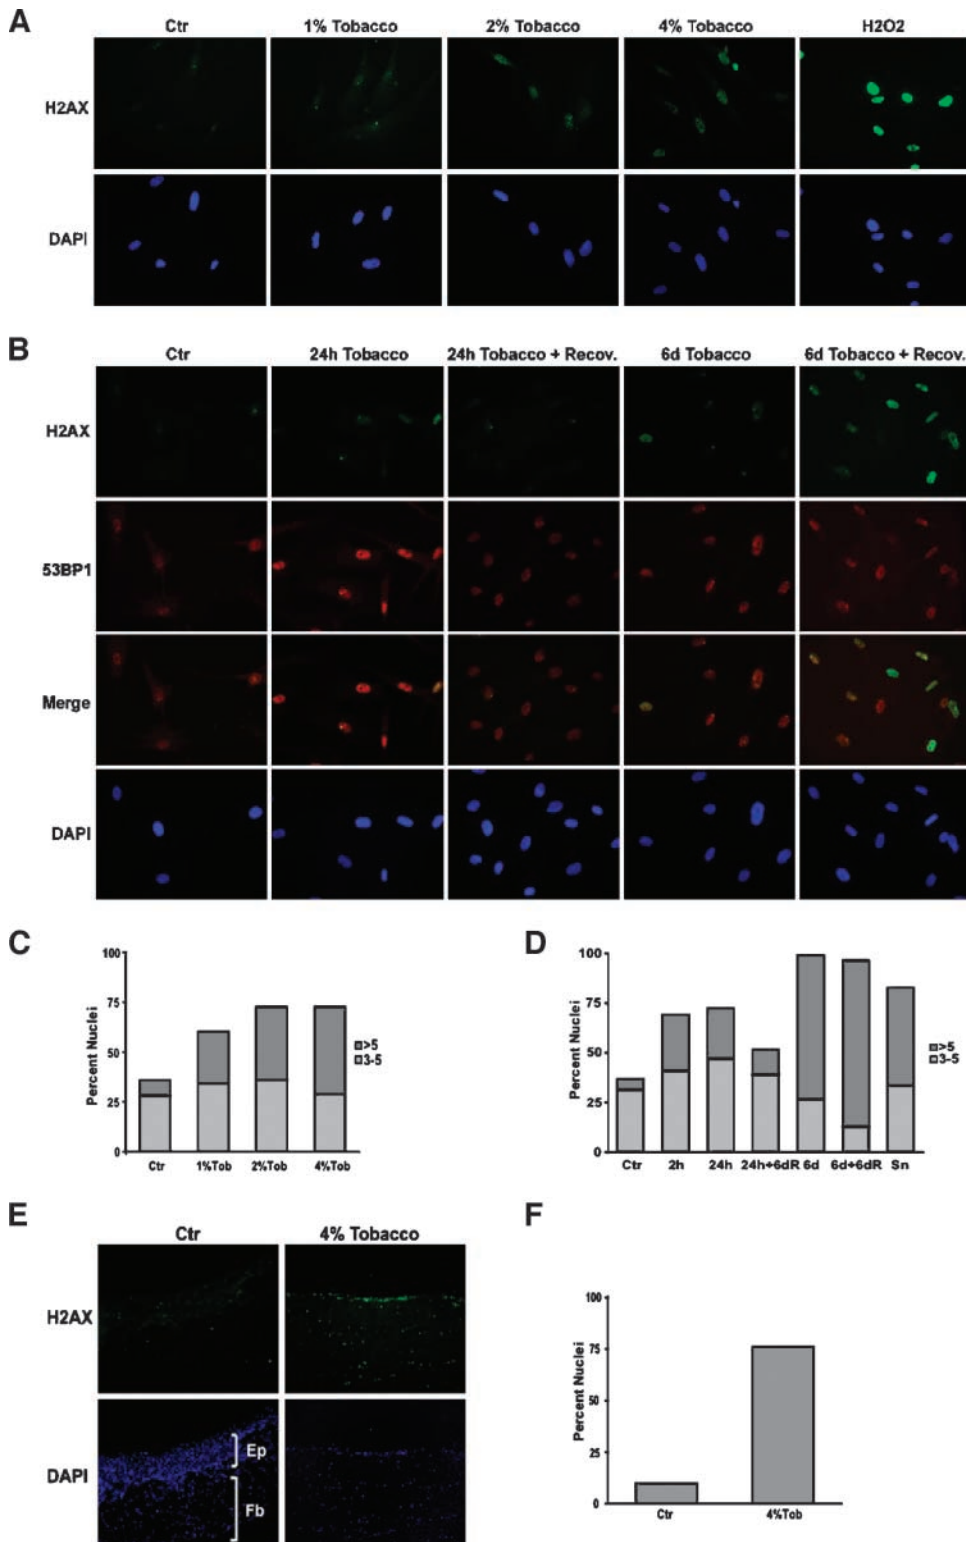 A
Ctr 1% Tobacco 2% Tobacco 4% Tobacco H2O2
H2AX
DAPI
B
Ctr 24h Tobacco 24h Tobacco + Recov. 6d Tobacco 6d Tobacco + Recov.
H2AX
53BP1
Merge
DAPI
C
100
75
50
25
0
Percent Nuclei
>5
3-5
Ctr 1%Tob 2%Tob 4%Tob
D
100
75
50
25
0
Percent Nuclei
>5
3-5
Ctr 2h 24h 24h+6dR 6d 6d+6dR Sn
E
Ctr 4% Tobacco
H2AX
DAPI
Ep
Fb
F
100
75
50
25
0
Percent Nuclei
Ctr 4%Tob